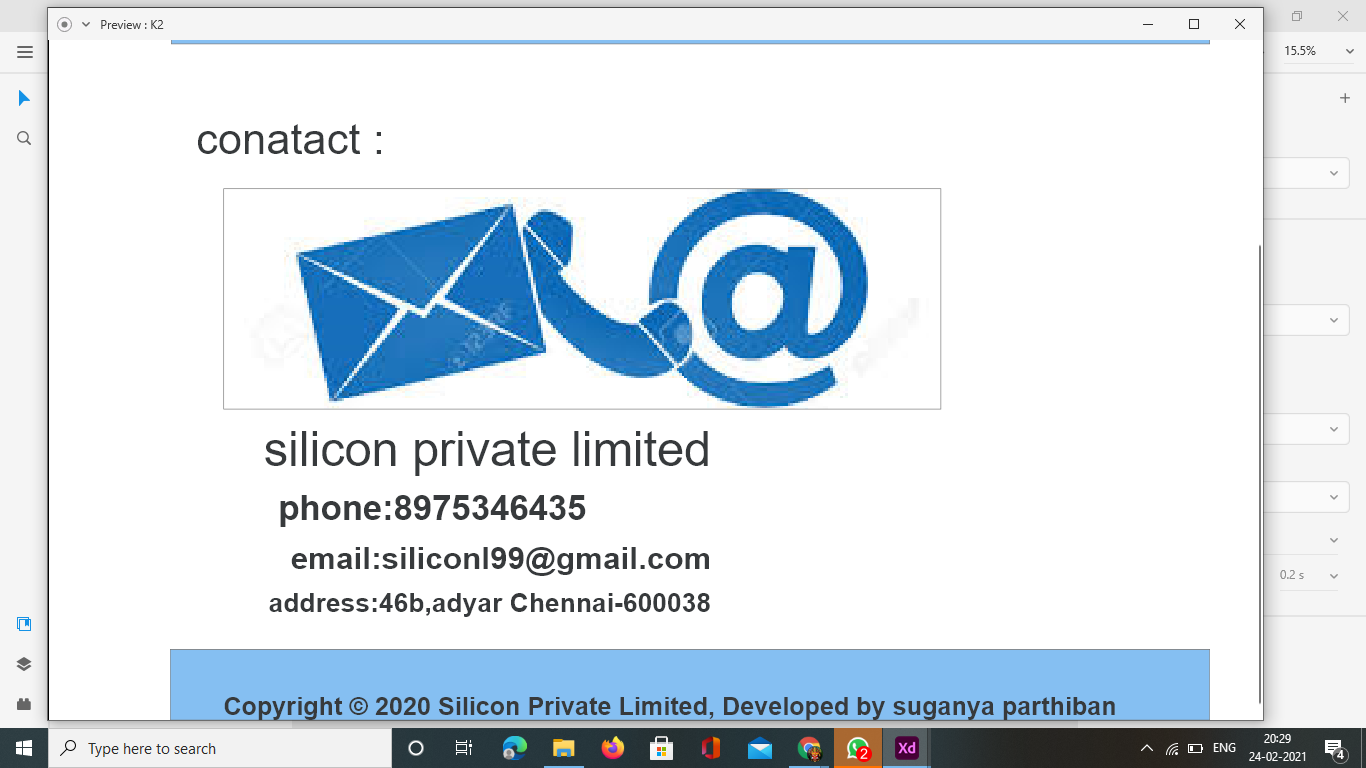 Preview : K2
15.5%
conatact :
@
silicon private limited
phone:8975346435
email:siliconl99@gmail.com
address:46b,adyar Chennai-600038
0.2 s
Copyright © 2020 Silicon Private Limited, Developed by suganya parthiban
Type here to search
2
Xd
ENG
20:29
24-02-2021
4